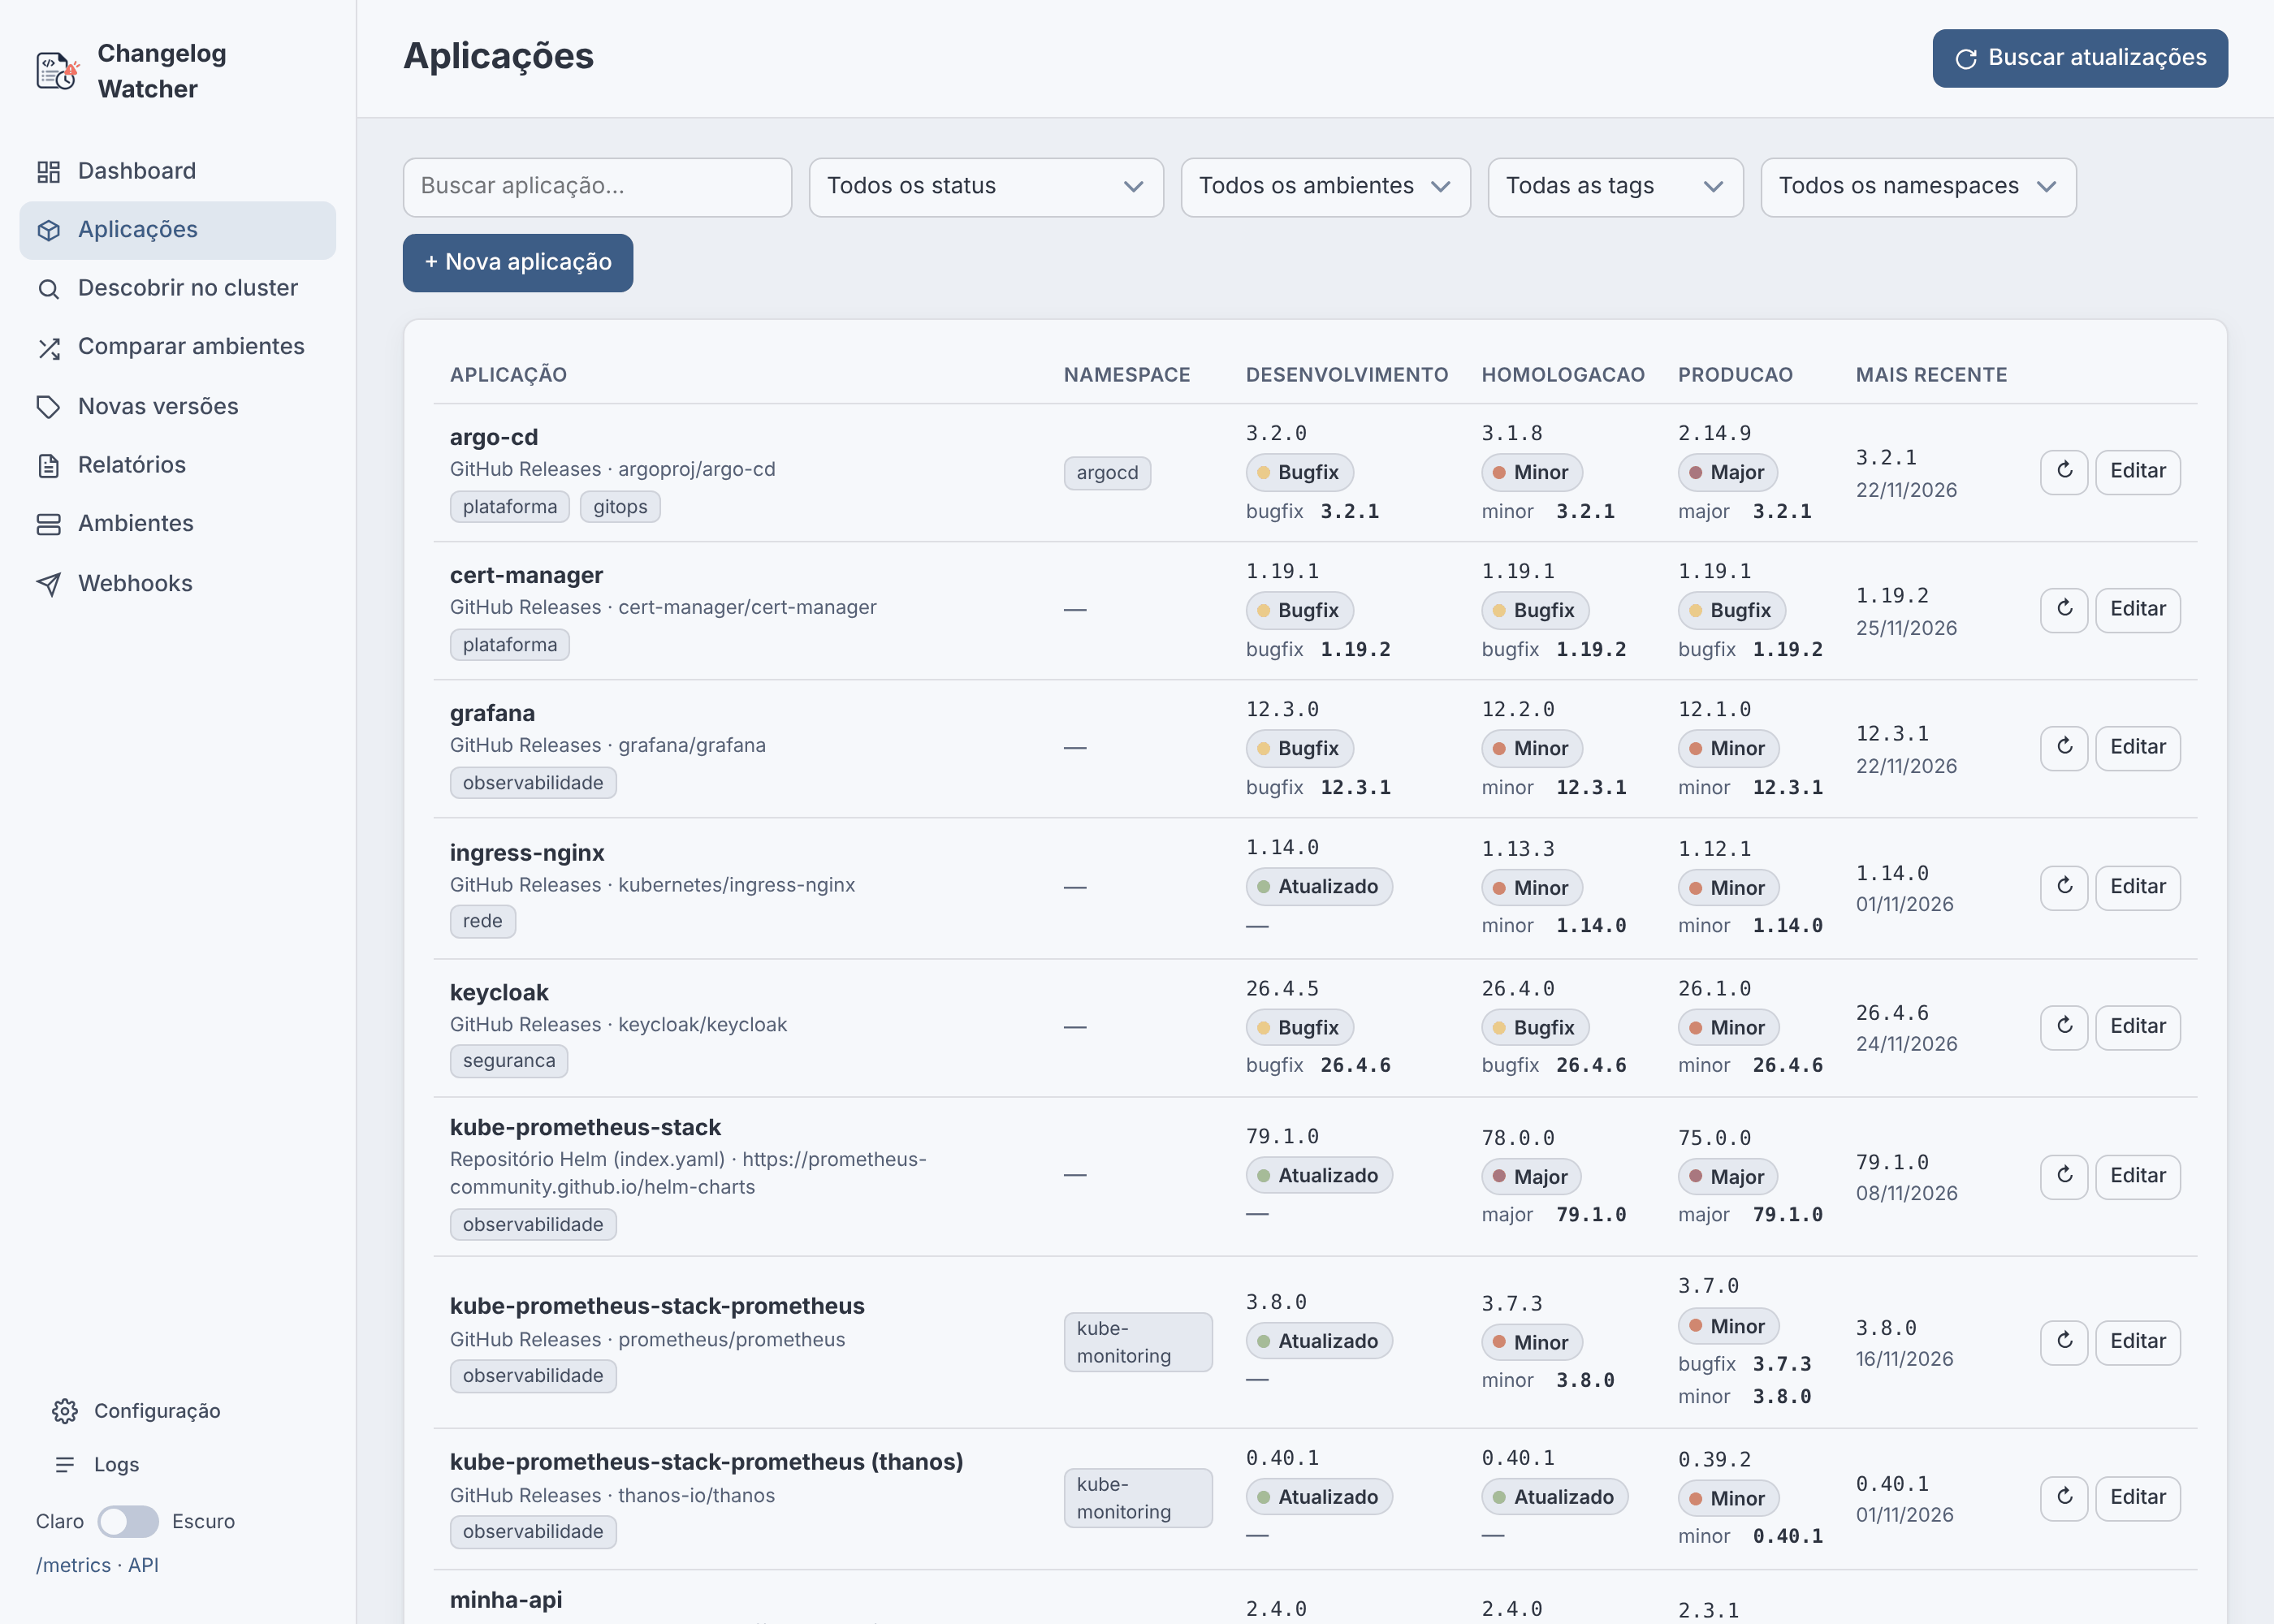 Changelog
Watcher
Dashboard
Aplicações
Descobrir no cluster
Comparar ambientes
Novas versões
Relatórios
Ambientes
Webhooks
Configuração
Logs
Claro Escuro
/metrics · API
Aplicações
Buscar atualizações
Buscar aplicação...
Todos os status
Todos os ambientes
Todas as tags
Todos os namespaces
+ Nova aplicação
APLICAÇÃO NAMESPACE DESENVOLVIMENTO HOMOLOGACAO PRODUCAO MAIS RECENTE
argo-cd
GitHub Releases · argoproj/argo-cd
plataforma gitops
argocd
3.2.0
Bugfix
bugfix 3.2.1
3.1.8
Minor
minor 3.2.1
2.14.9
Major
major 3.2.1
3.2.1
22/11/2026
Editar
cert-manager
GitHub Releases · cert-manager/cert-manager
plataforma
—
1.19.1
Bugfix
bugfix 1.19.2
1.19.1
Bugfix
bugfix 1.19.2
1.19.1
Bugfix
bugfix 1.19.2
1.19.2
25/11/2026
Editar
grafana
GitHub Releases · grafana/grafana
observabilidade
—
12.3.0
Bugfix
bugfix 12.3.1
12.2.0
Minor
minor 12.3.1
12.1.0
Minor
minor 12.3.1
12.3.1
22/11/2026
Editar
ingress-nginx
GitHub Releases · kubernetes/ingress-nginx
rede
—
1.14.0
Atualizado
—
1.13.3
Minor
minor 1.14.0
1.12.1
Minor
minor 1.14.0
1.14.0
01/11/2026
Editar
keycloak
GitHub Releases · keycloak/keycloak
seguranca
—
26.4.5
Bugfix
bugfix 26.4.6
26.4.0
Bugfix
bugfix 26.4.6
26.1.0
Minor
minor 26.4.6
26.4.6
24/11/2026
Editar
kube-prometheus-stack
Repositório Helm (index.yaml) · https://prometheus-
community.github.io/helm-charts
observabilidade
—
79.1.0
Atualizado
—
78.0.0
Major
major 79.1.0
75.0.0
Major
major 79.1.0
79.1.0
08/11/2026
Editar
kube-prometheus-stack-prometheus
GitHub Releases · prometheus/prometheus
observabilidade
kube-
monitoring
3.8.0
Atualizado
—
3.7.3
Minor
minor 3.8.0
3.7.0
Minor
bugfix 3.7.3
minor 3.8.0
3.8.0
16/11/2026
Editar
kube-prometheus-stack-prometheus (thanos)
GitHub Releases · thanos-io/thanos
observabilidade
kube-
monitoring
0.40.1
Atualizado
—
0.40.1
Atualizado
—
0.39.2
Minor
minor 0.40.1
0.40.1
01/11/2026
Editar
minha-api
2.4.0
2.4.0
2.3.1